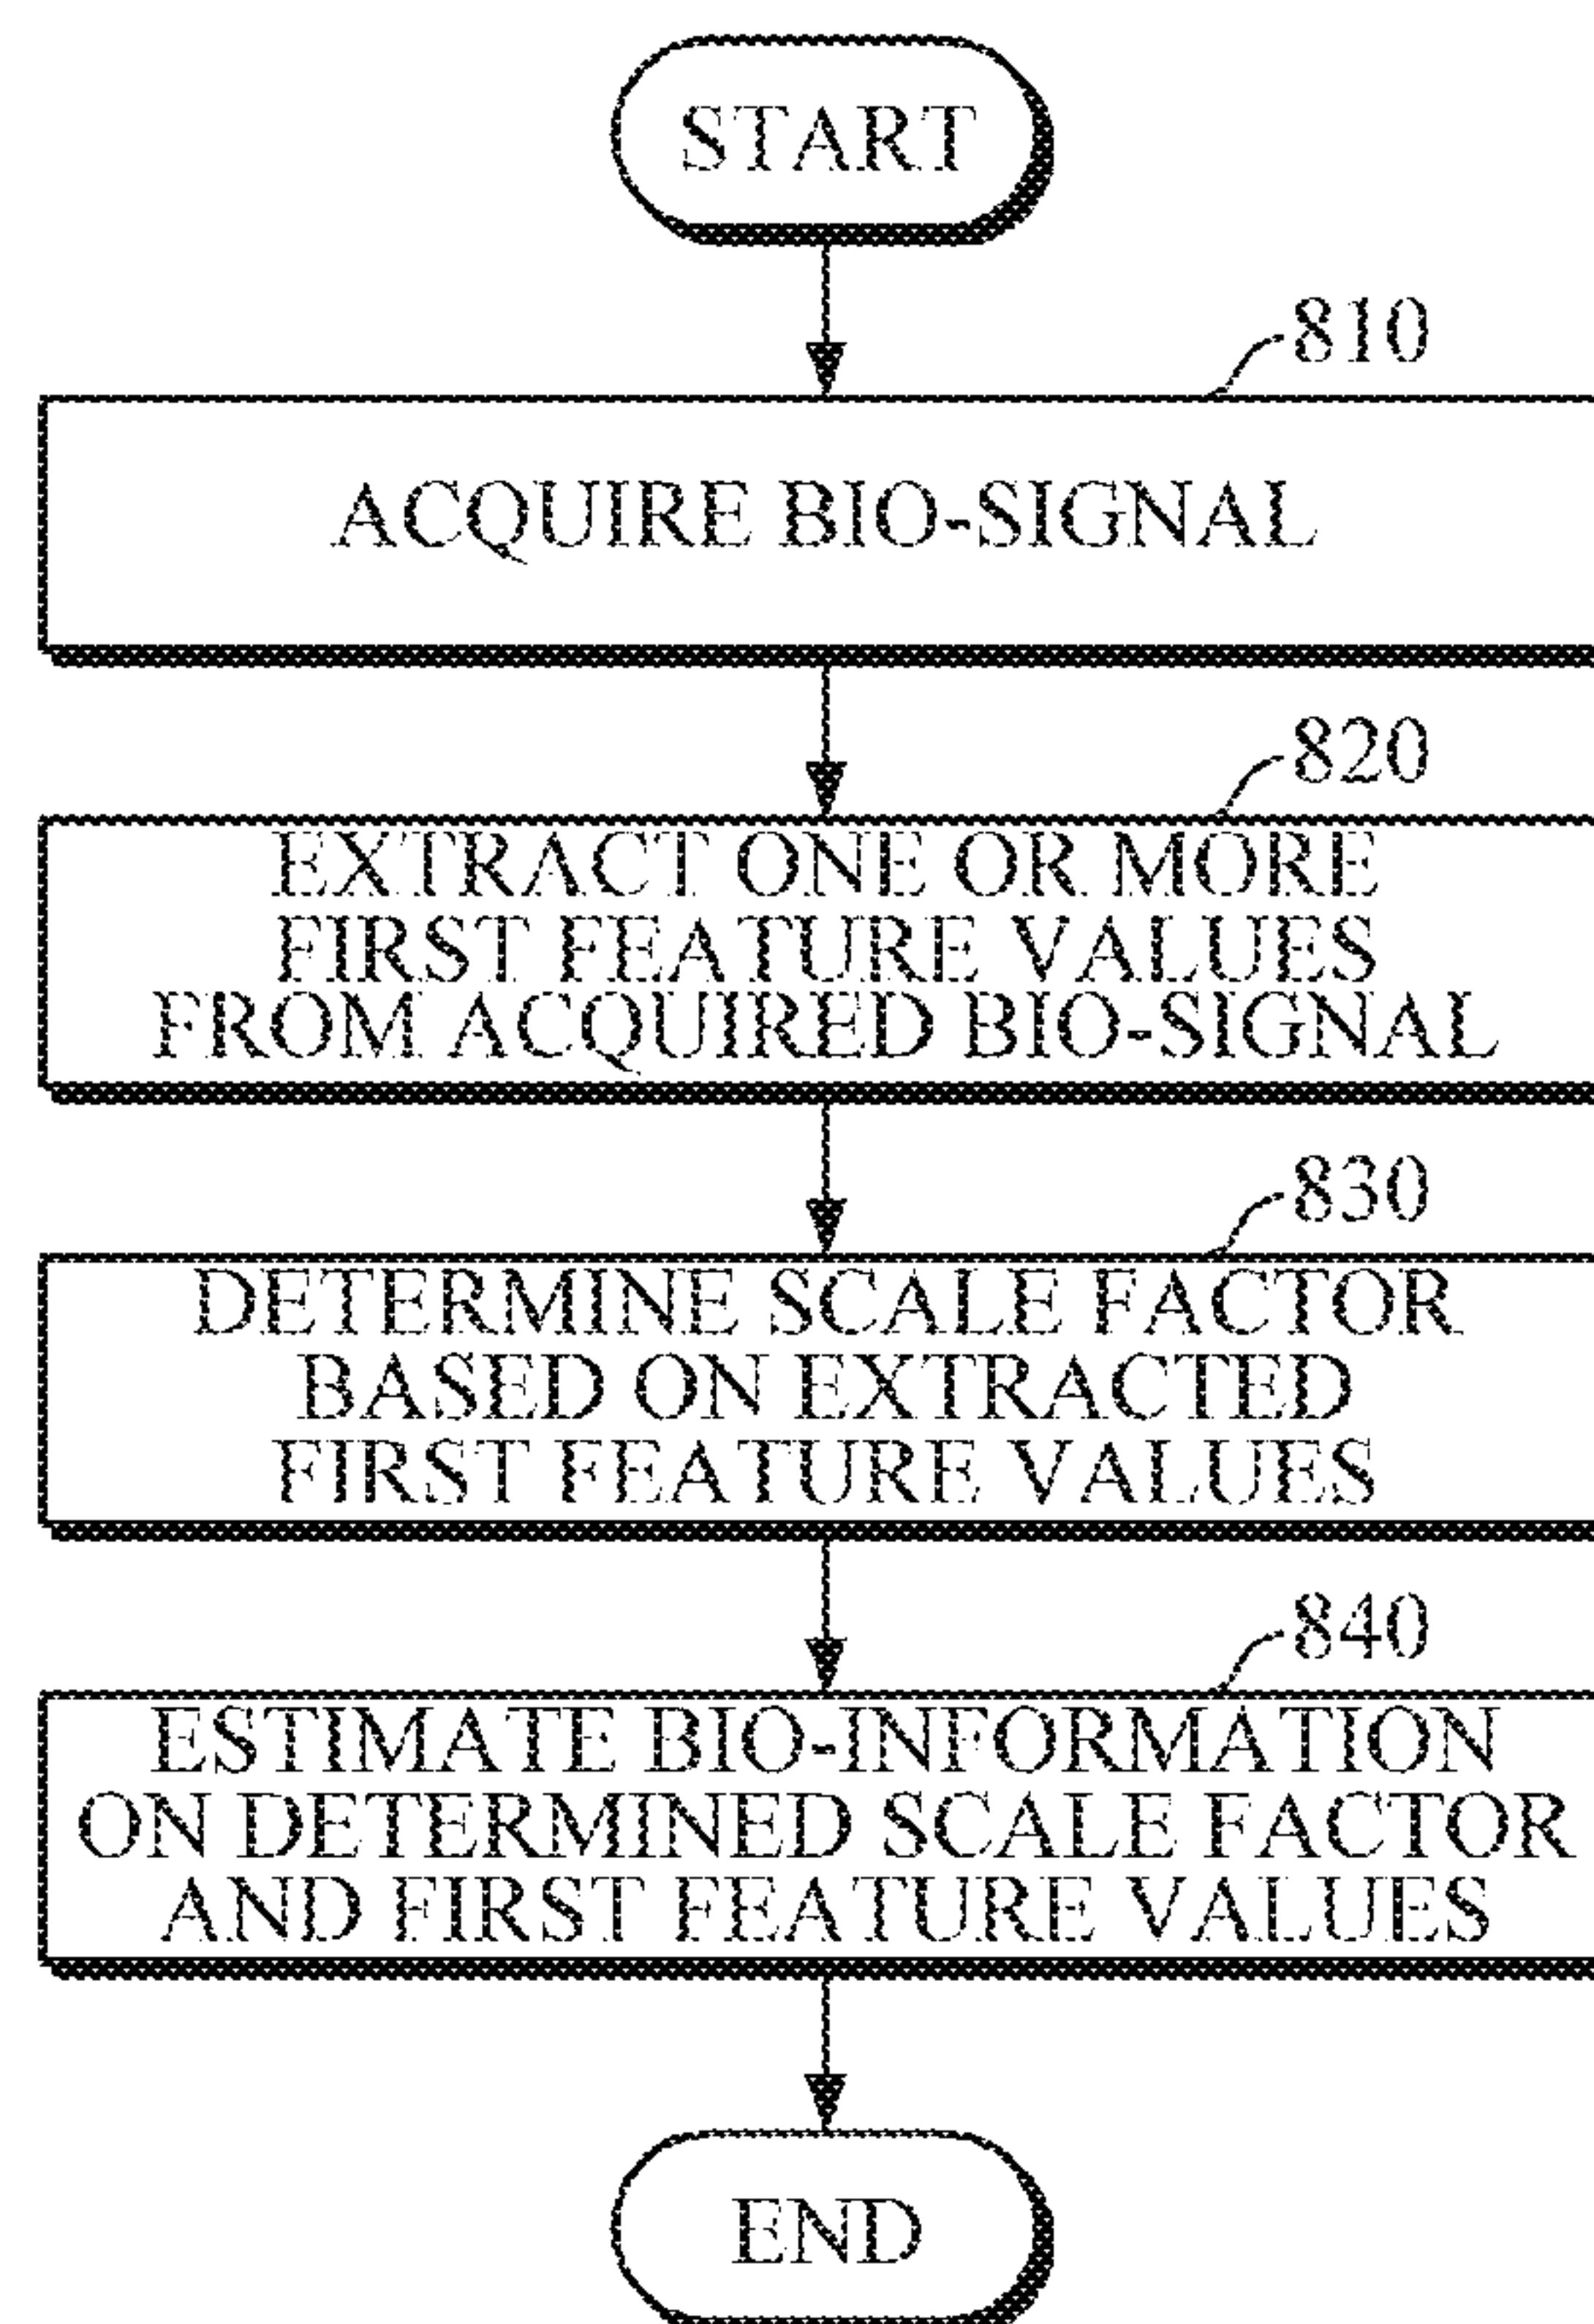 START
810
ACQUIRE BIO-SIGNAL
820
EXTRACT ONE OR MORE
FIRST FEATURE VALUES
FROM ACQUIRED BIO-SIGNAL
830
DETERMINE SCALE FACTOR
BASED ON EXTRACTED
FIRST FEATURE VALUES
840
ESTIMATE BIO-INFORMATION
ON DETERMINED SCALE FACTOR
AND FIRST FEATURE VALUES
END